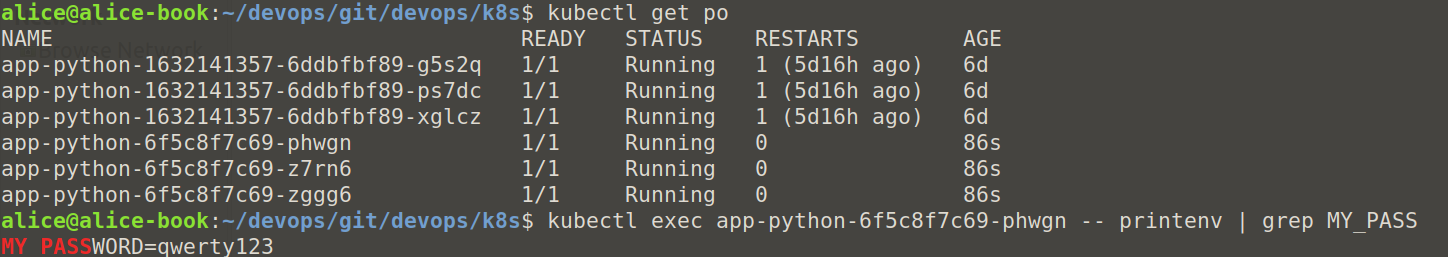 alice@alice-book:~/devops/git/devops/k8s$ kubectl get po
NAME READY STATUS RESTARTS AGE
app-python-1632141357-6ddbfbf89-g5s2q 1/1 Running 1 (5d16h ago) 6d
app-python-1632141357-6ddbfbf89-ps7dc 1/1 Running 1 (5d16h ago) 6d
app-python-1632141357-6ddbfbf89-xglcz 1/1 Running 1 (5d16h ago) 6d
app-python-6f5c8f7c69-phwgn 1/1 Running 0 86s
app-python-6f5c8f7c69-z7rn6 1/1 Running 0 86s
app-python-6f5c8f7c69-zggg6 1/1 Running 0 86s
alice@alice-book:~/devops/git/devops/k8s$ kubectl exec app-python-6f5c8f7c69-phwgn -- printenv | grep MY_PASS
MY_PASSWORD=qwerty123